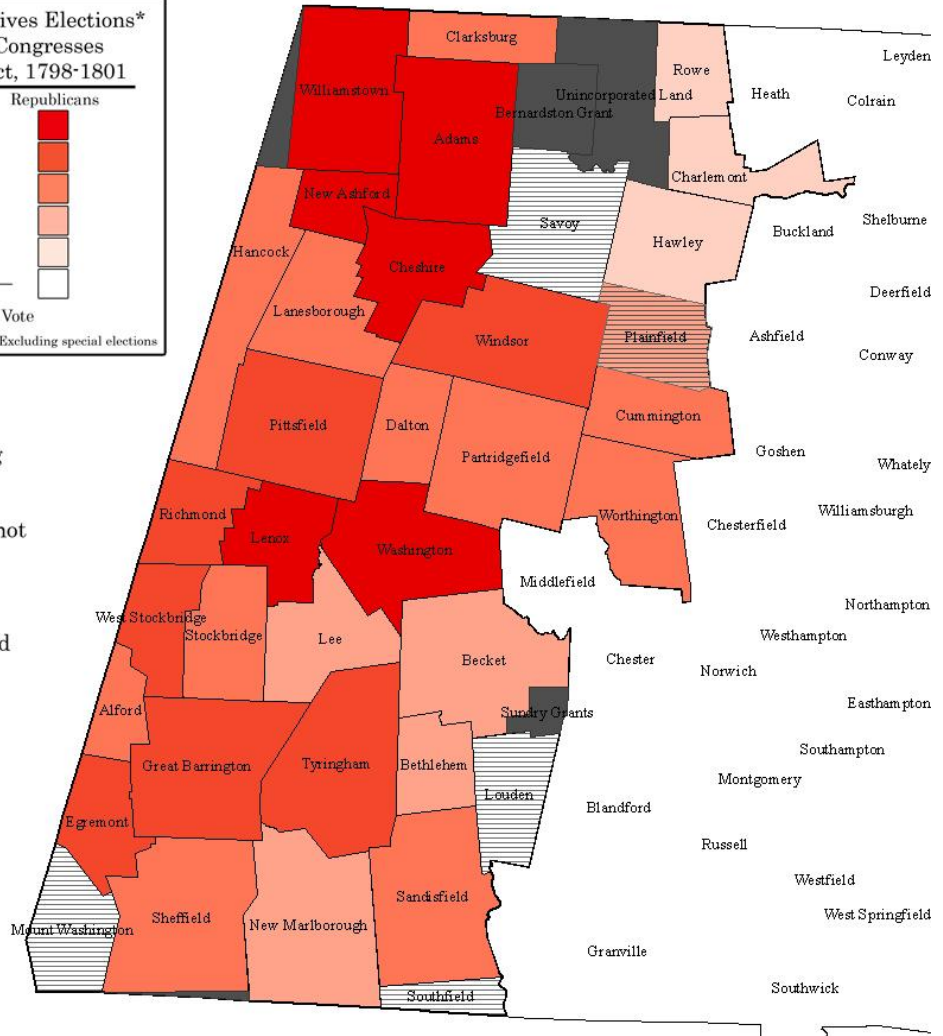 ives Elections*
Congresses
ct, 1798-1801
Republicans
Vote
Excluding special elections
not
d
Clarksburg
Leyden
Rowe
Williamstown
Unincorporated Land
Heath
Colrain
Bernardston Grant
Adams
Charlemont
New Ashford
Savoy
Shelburne
Buckland
Hawley
Hancock
Cheshire
Deerfield
Lanesborough
Windsor
Plainfield
Ashfield
Conway
Cummington
Pittsfield
Dalton
Partridgefield
Goshen
Whately
Richmond
Worthington
Williamsburgh
Chesterfield
Lenox
Washington
Middlefield
Northampton
West Stockbridge
Stockbridge
Lee
Westhampton
Becket
Chester
Norwich
Easthampton
Alford
Sundry Grants
Southampton
Great Barrington
Tyringham
Bethlehem
Montgomery
Louden
Blandford
Egremont
Russell
Westfield
Sandisfield
West Springfield
Sheffield
New Marlborough
Mount Washington
Granville
Southwick
Southfield